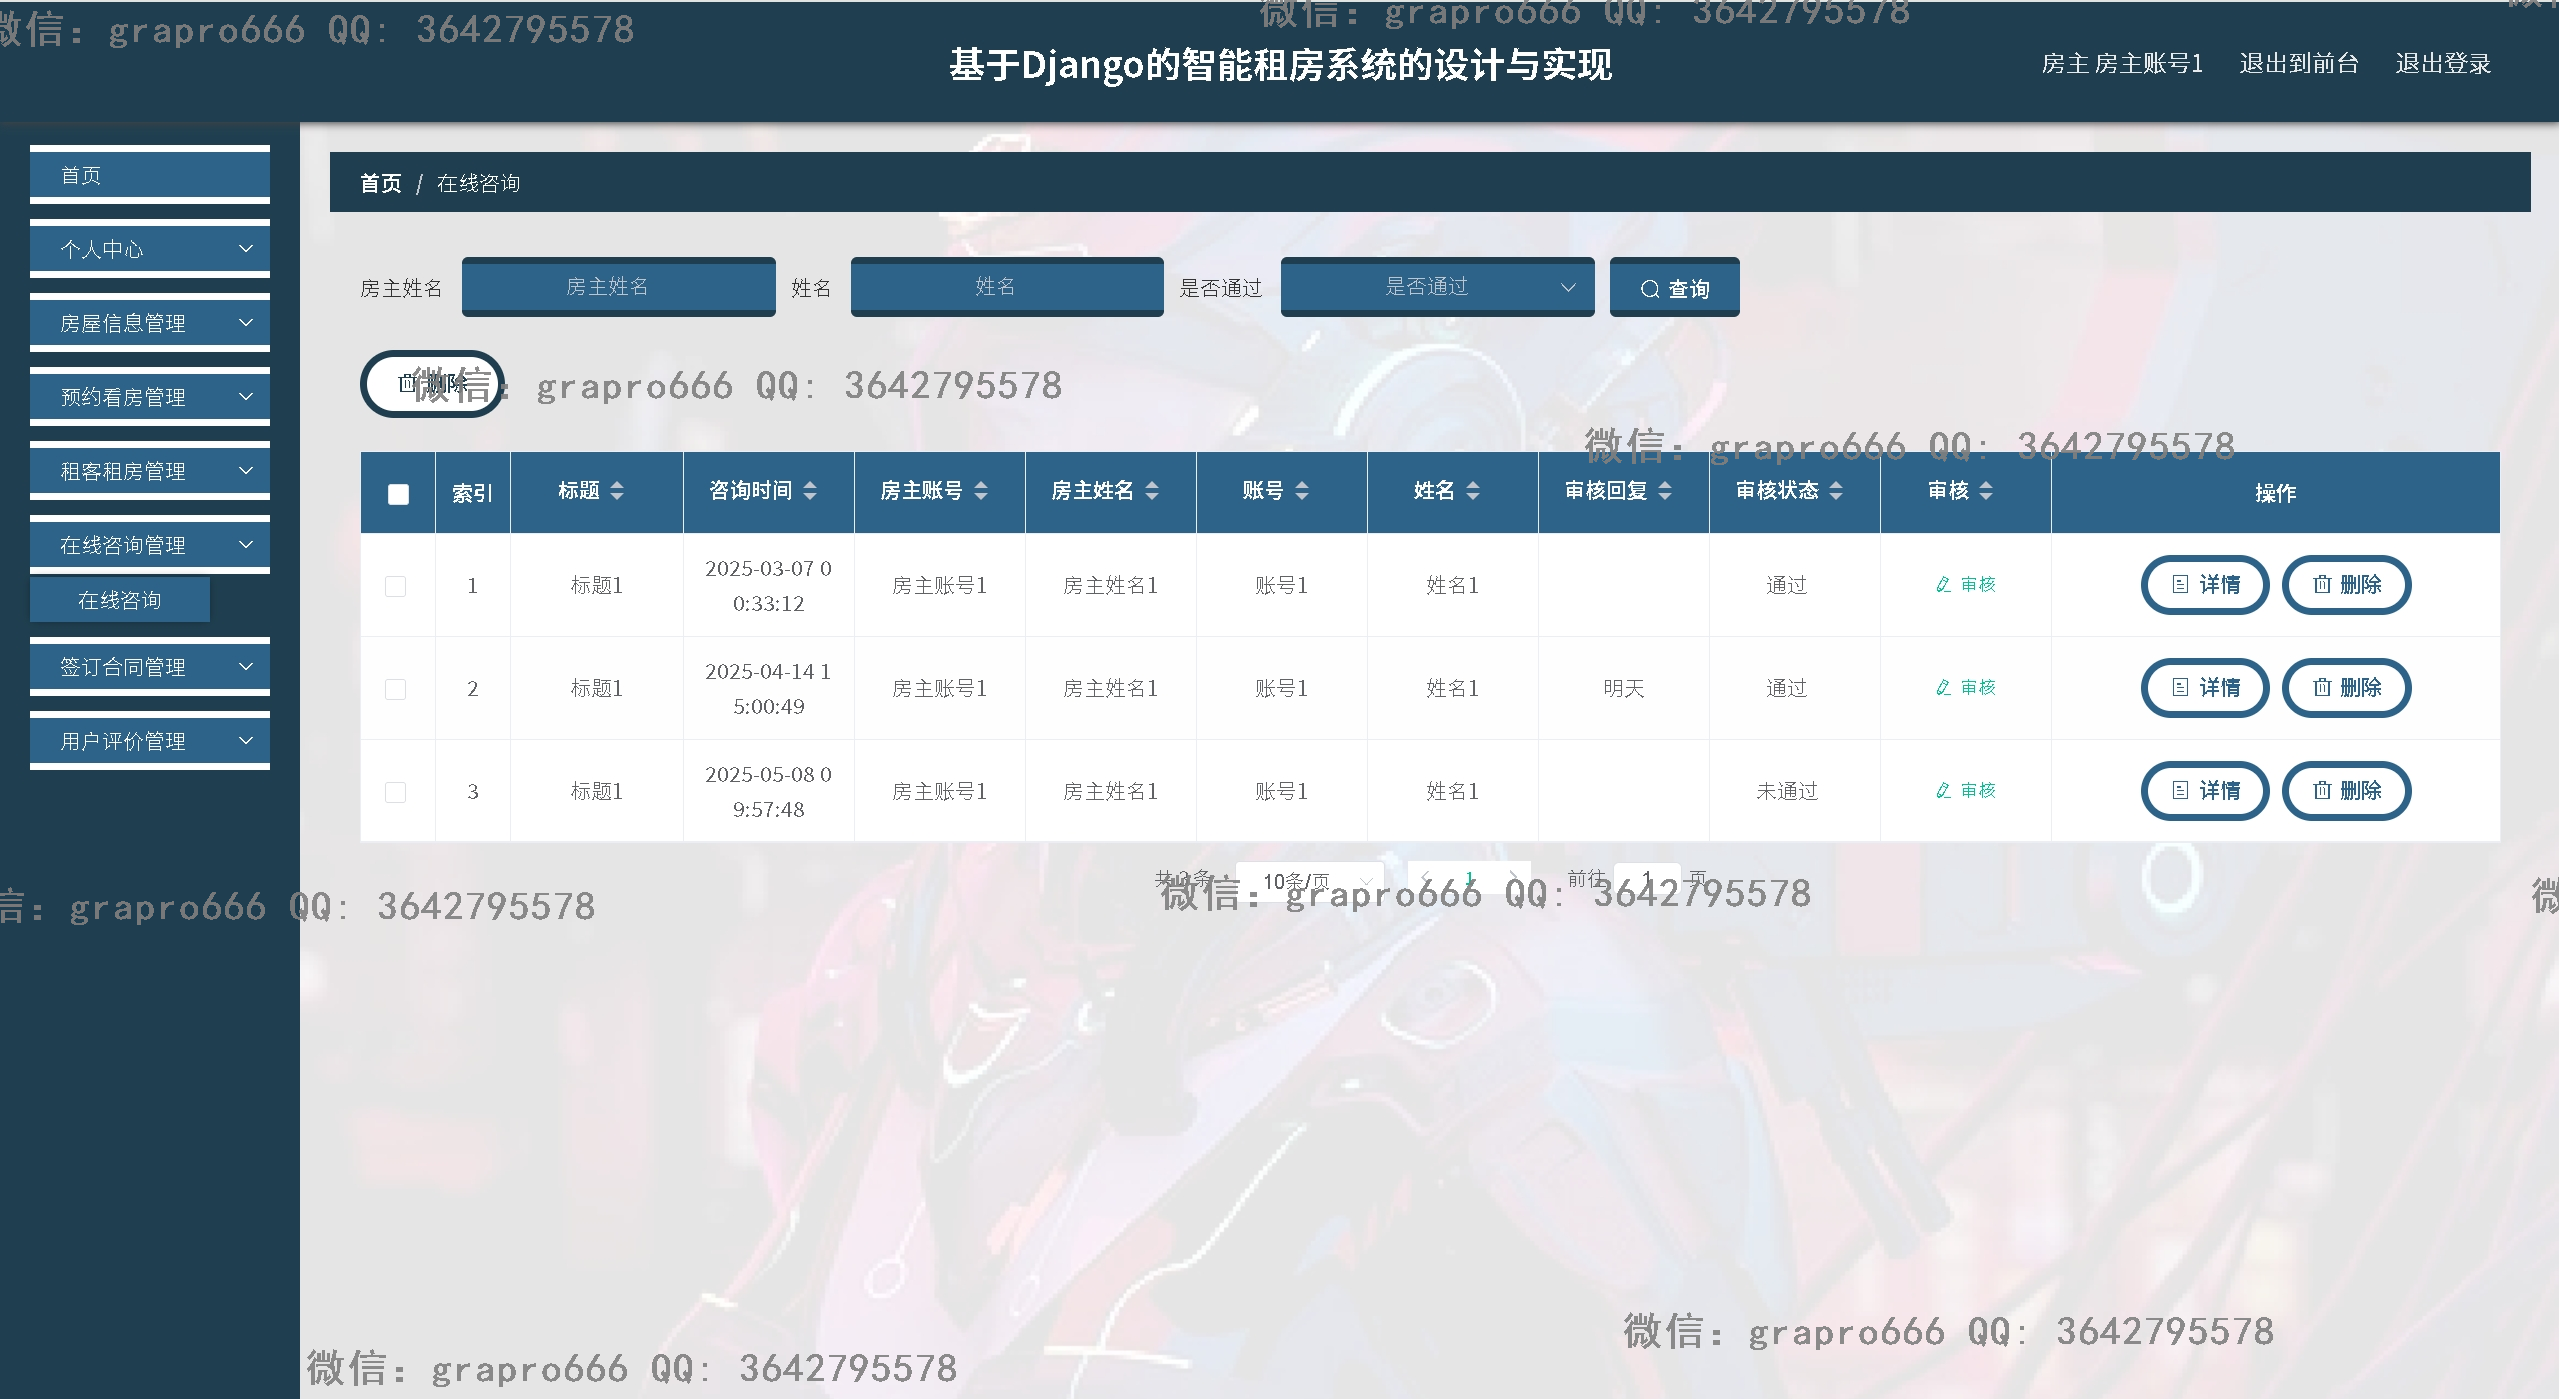 微信：grapro666 QQ: 3642795578
微信：grapro666 QQ: 3642795578
基于Django的智能租房系统的设计与实现
房主 房主账号1 退出到前台 退出登录
首页
个人中心
房屋信息管理
预约看房管理
租客租房管理
在线咨询管理
在线咨询
签订合同管理
用户评价管理
首页 / 在线咨询
房主姓名 房主姓名 姓名 姓名 是否通过 是否通过 查询
删除
微信：grapro666 QQ: 3642795578
微信：grapro666 QQ: 3642795578
索引 标题 咨询时间 房主账号 房主姓名 账号 姓名 审核回复 审核状态 审核 操作
1 标题1 2025-03-07 0
0:33:12 房主账号1 房主姓名1 账号1 姓名1 通过 审核 详情 删除
2 标题1 2025-04-14 1
5:00:49 房主账号1 房主姓名1 账号1 姓名1 明天 通过 审核 详情 删除
3 标题1 2025-05-08 0
9:57:48 房主账号1 房主姓名1 账号1 姓名1 未通过 审核 详情 删除
共 3 条 10条/页 1 前往 1 页
信：grapro666 QQ: 3642795578
微信：grapro666 QQ: 3642795578
微
微信：grapro666 QQ: 3642795578
微信：grapro666 QQ: 3642795578